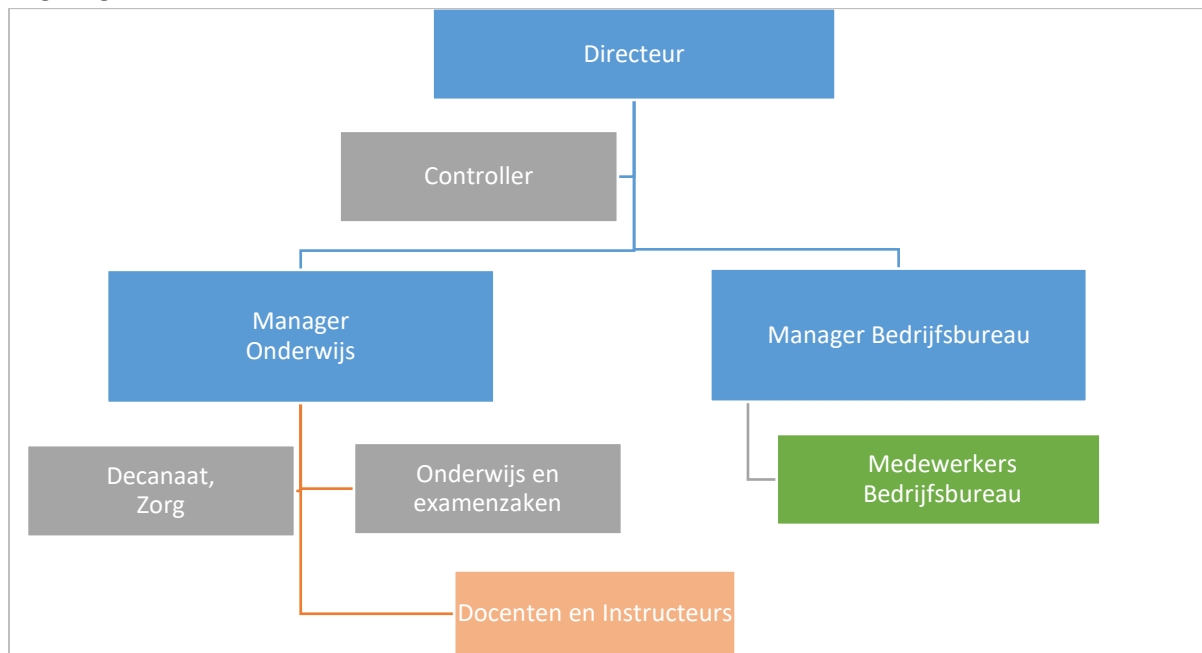 Directeur
Controller
Manager
Onderwijs
Manager Bedrijfsbureau
Decanaat,
Zorg
Onderwijs en
examenzaken
Medewerkers
Bedrijfsbureau
Docenten en Instructeurs